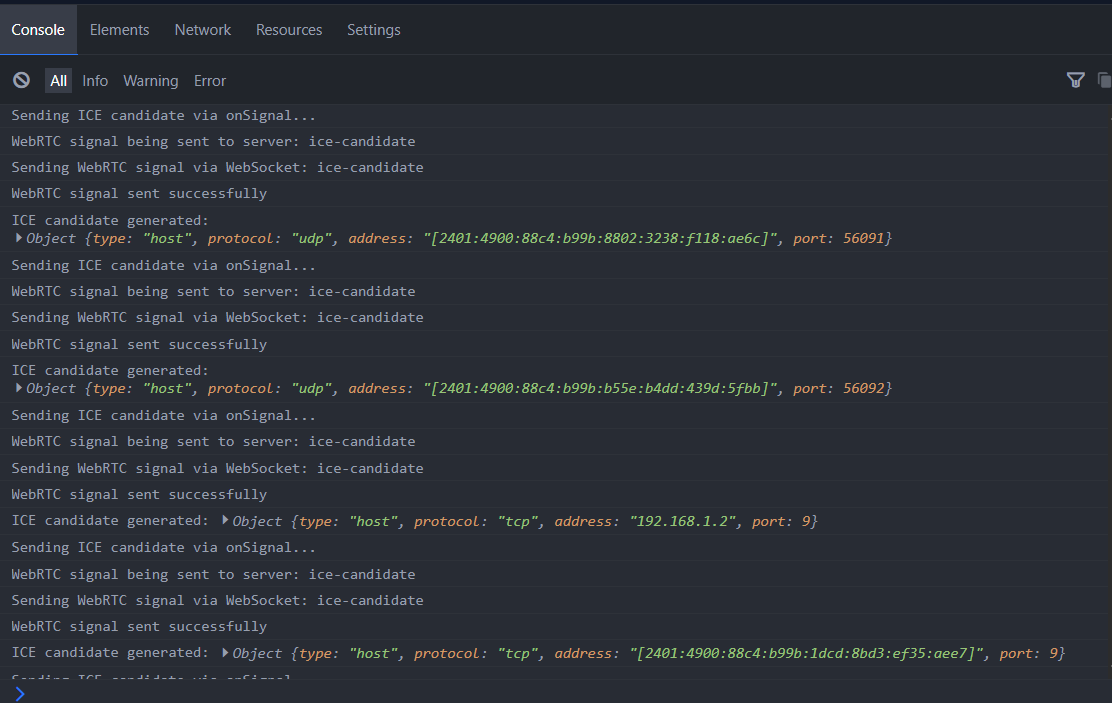 Console Elements Network Resources Settings
All Info Warning Error
Sending ICE candidate via onSignal...
WebRTC signal being sent to server: ice-candidate
Sending WebRTC signal via WebSocket: ice-candidate
WebRTC signal sent successfully
ICE candidate generated:
Object {type: "host", protocol: "udp", address: "[2401:4900:88c4:b99b:8802:3238:f118:ae6c]", port: 56091}
Sending ICE candidate via onSignal...
WebRTC signal being sent to server: ice-candidate
Sending WebRTC signal via WebSocket: ice-candidate
WebRTC signal sent successfully
ICE candidate generated:
Object {type: "host", protocol: "udp", address: "[2401:4900:88c4:b99b:b55e:b4dd:439d:5fbb]", port: 56092}
Sending ICE candidate via onSignal...
WebRTC signal being sent to server: ice-candidate
Sending WebRTC signal via WebSocket: ice-candidate
WebRTC signal sent successfully
ICE candidate generated: Object {type: "host", protocol: "tcp", address: "192.168.1.2", port: 9}
Sending ICE candidate via onSignal...
WebRTC signal being sent to server: ice-candidate
Sending WebRTC signal via WebSocket: ice-candidate
WebRTC signal sent successfully
ICE candidate generated: Object {type: "host", protocol: "tcp", address: "[2401:4900:88c4:b99b:1dcd:8bd3:ef35:aee7]", port: 9}